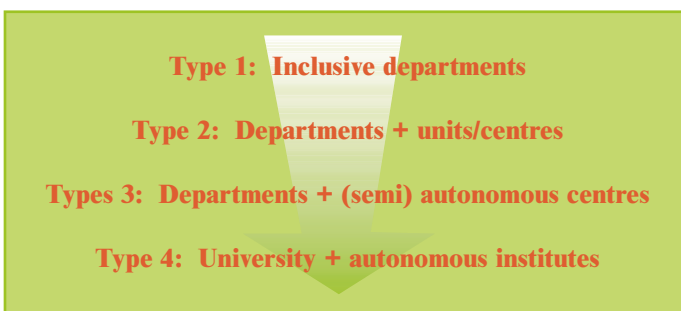 Type 1: Inclusive departments
Type 2: Departments + units/centres
Types 3: Departments + (semi) autonomous centres
Type 4: University + autonomous institutes